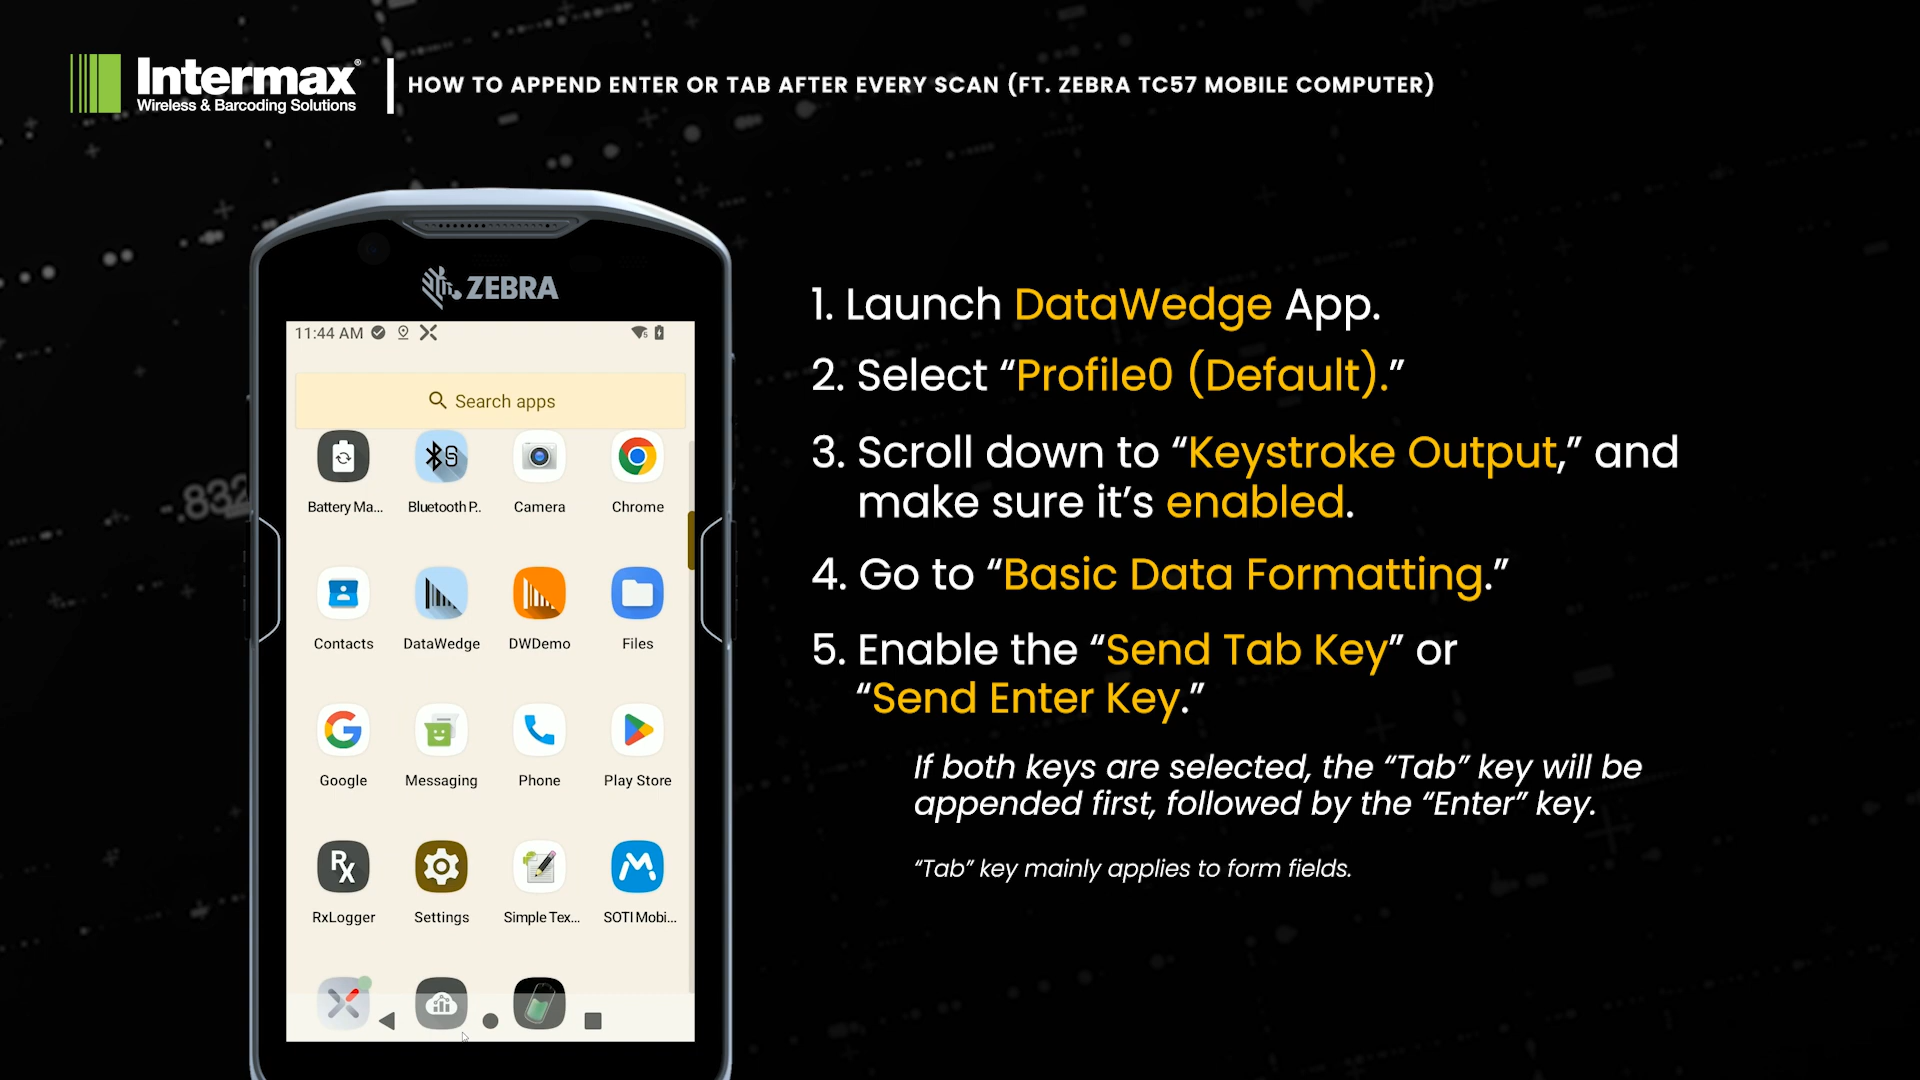 Intermax®
Wireless & Barcoding Solutions
HOW TO APPEND ENTER OR TAB AFTER EVERY SCAN (FT. ZEBRA TC57 MOBILE COMPUTER)
-.832
ZEBRA
11:44 AM
Search apps
Battery Ma... Bluetooth P.. Camera Chrome
Contacts DataWedge DWDemo Files
Google Messaging Phone Play Store
RxLogger Settings Simple Tex... SOTI Mobi...
1. Launch DataWedge App.
2. Select “Profile0 (Default).”
3. Scroll down to “Keystroke Output,” and
make sure it’s enabled.
4. Go to “Basic Data Formatting.”
5. Enable the “Send Tab Key” or
“Send Enter Key.”
If both keys are selected, the “Tab” key will be
appended first, followed by the “Enter” key.
“Tab” key mainly applies to form fields.